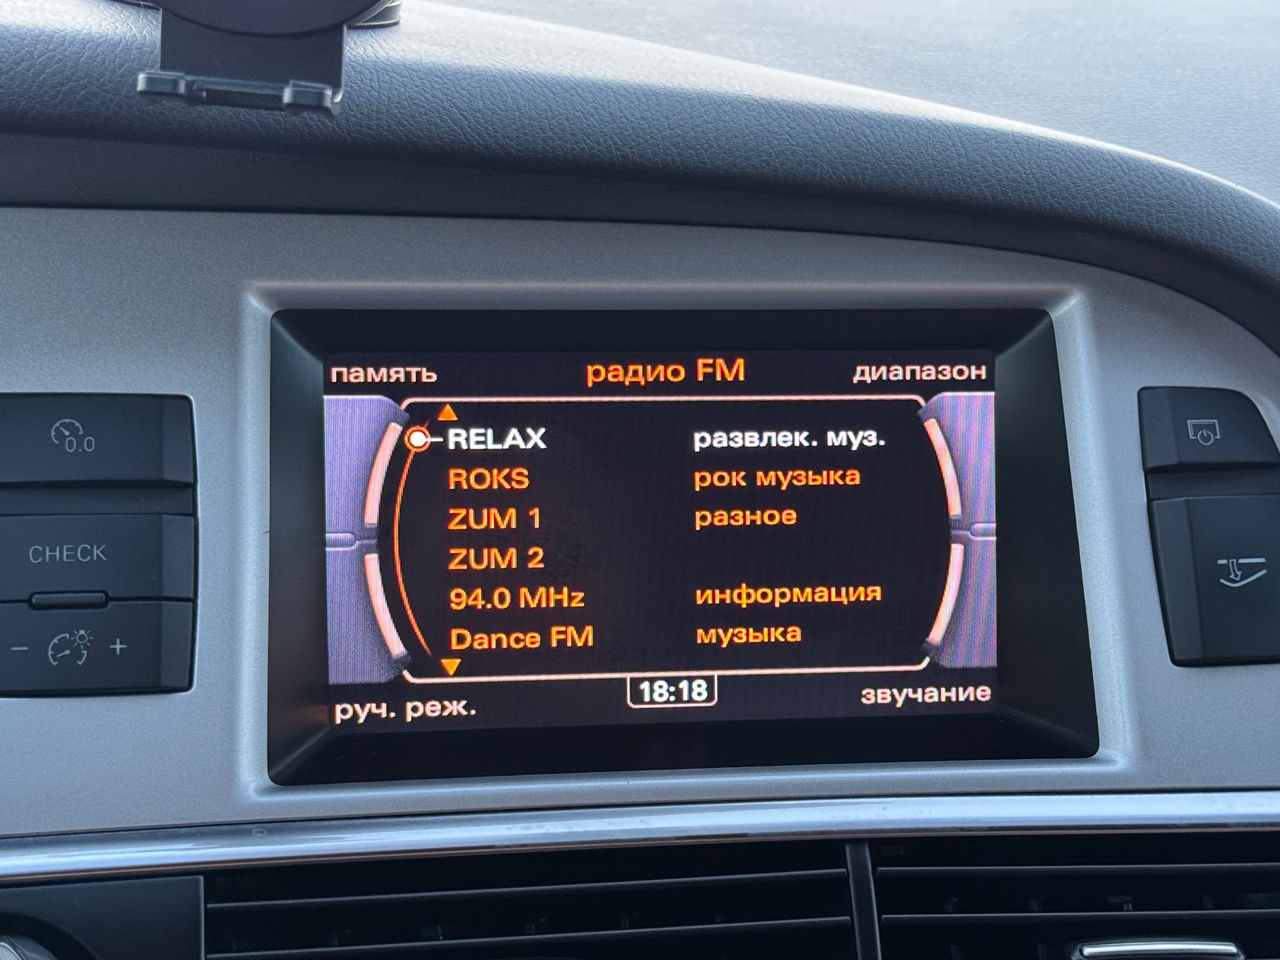 память радио FM диапазон
RELAX развлек. муз.
ROKS рок музыка
ZUM 1 разное
ZUM 2
94.0 MHz информация
Dance FM музыка
руч. реж. 18:18 звучание
0.0
CHECK
- +